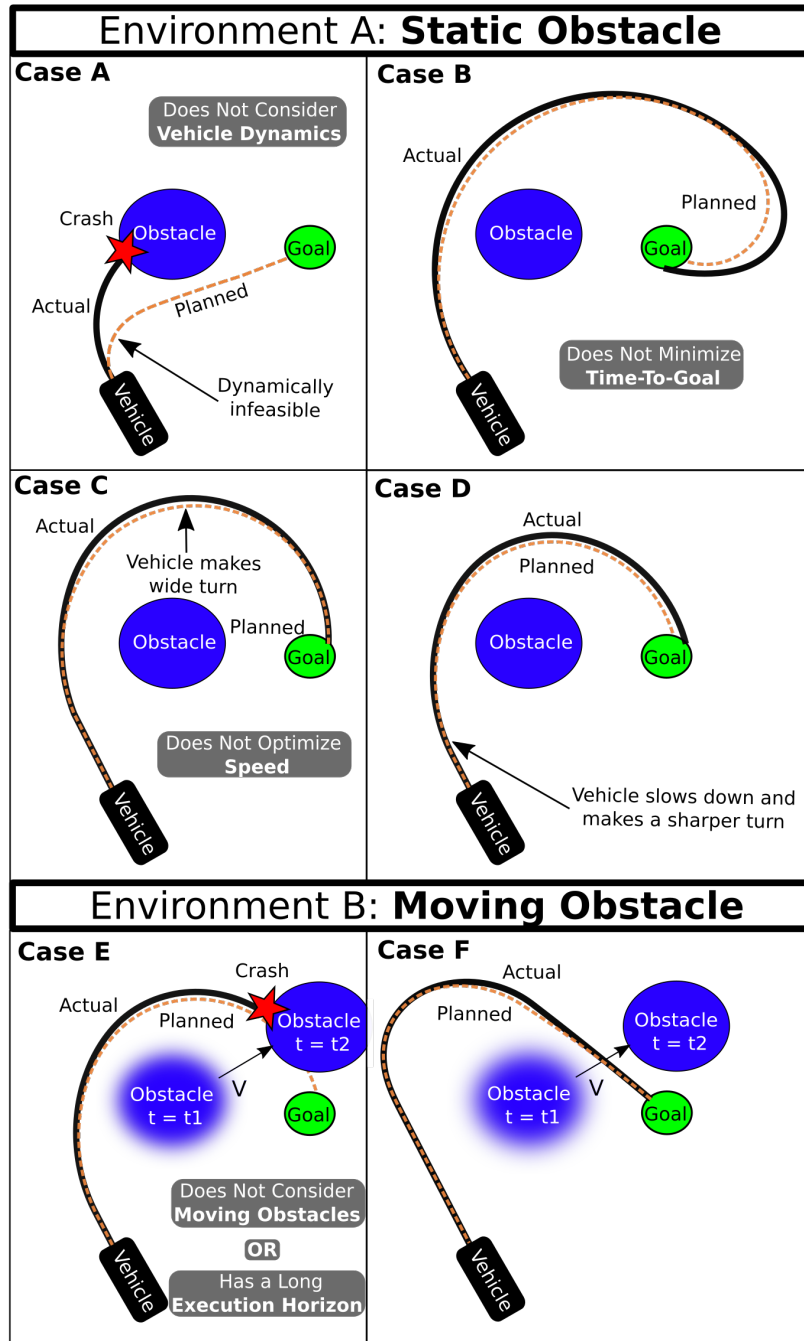 Environment A: Static Obstacle
Case A
Does Not Consider
Vehicle Dynamics
Crash
Obstacle
Goal
Actual
Planned
Dynamically
infeasible
Vehicle
Case B
Actual
Planned
Obstacle
Goal
Does Not Minimize
Time-To-Goal
Vehicle
Case C
Actual
Vehicle makes
wide turn
Planned
Obstacle
Goal
Does Not Optimize
Speed
Vehicle
Case D
Actual
Planned
Obstacle
Goal
Vehicle slows down and
makes a sharper turn
Vehicle
Environment B: Moving Obstacle
Case E
Crash
Actual
Planned
Obstacle
t = t2
Obstacle
t = t1
V
Goal
Does Not Consider
Moving Obstacles
OR
Has a Long
Execution Horizon
Vehicle
Case F
Actual
Planned
Obstacle
t = t2
Obstacle
t = t1
V
Goal
Vehicle